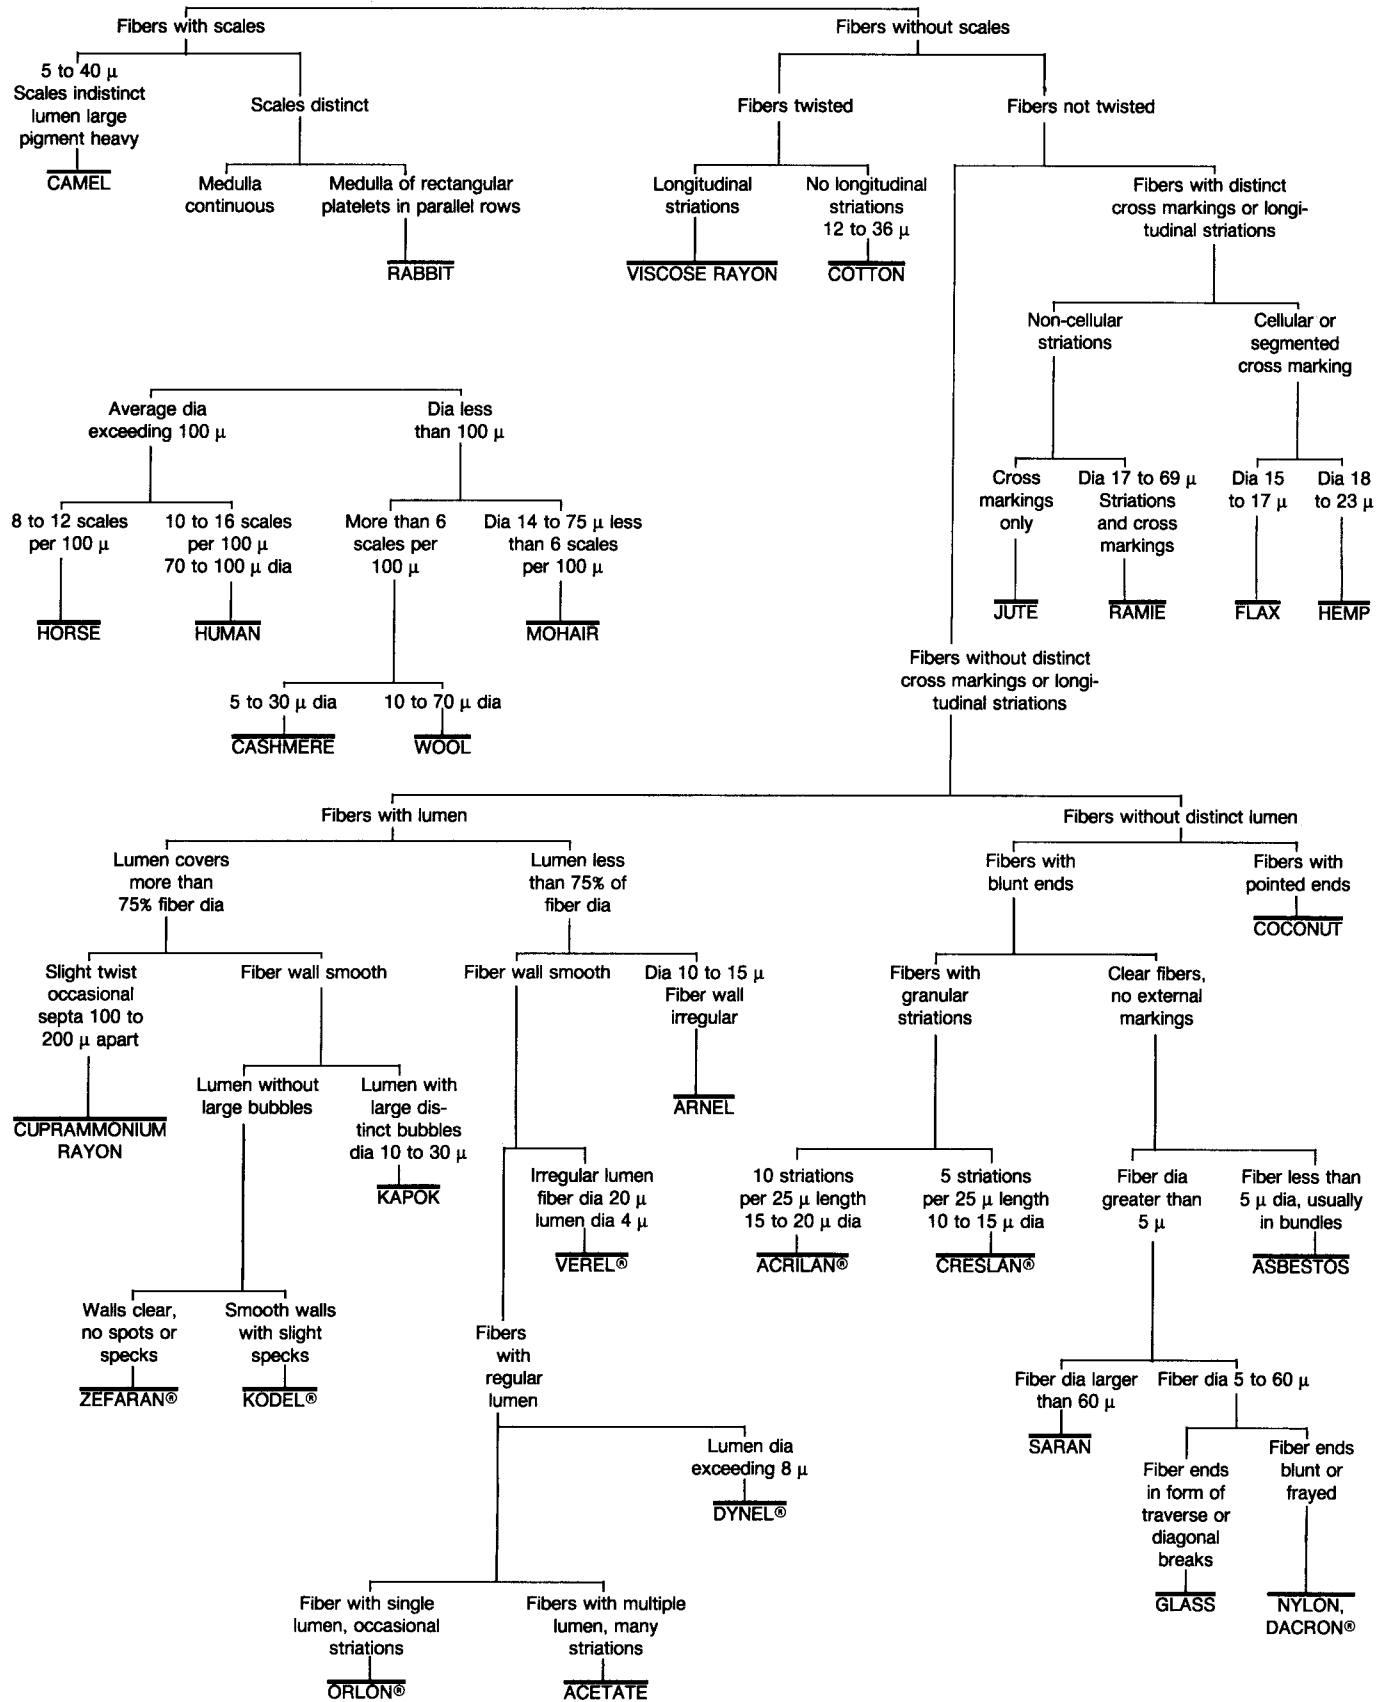 Fibers with scales
Fibers without scales
5 to 40 μ
Scales indistinct
lumen large
pigment heavy
CAMEL
Scales distinct
Medulla
continuous
Medulla of rectangular
platelets in parallel rows
RABBIT
Fibers twisted
Fibers not twisted
Longitudinal
striations
VISCOSE RAYON
No longitudinal
striations
12 to 36 μ
COTTON
Fibers with distinct
cross markings or longi-
tudinal striations
Non-cellular
striations
Cellular or
segmented
cross marking
Cross
markings
only
JUTE
Dia 17 to 69 μ
Striations
and cross
markings
RAMIE
Dia 15
to 17 μ
FLAX
Dia 18
to 23 μ
HEMP
Average dia
exceeding 100 μ
Dia less
than 100 μ
8 to 12 scales
per 100 μ
HORSE
10 to 16 scales
per 100 μ
70 to 100 μ dia
HUMAN
More than 6
scales per
100 μ
Dia 14 to 75 μ less
than 6 scales
per 100 μ
MOHAIR
5 to 30 μ dia
CASHMERE
10 to 70 μ dia
WOOL
Fibers without distinct
cross markings or longi-
tudinal striations
Fibers with lumen
Fibers without distinct lumen
Lumen covers
more than
75% fiber dia
Lumen less
than 75% of
fiber dia
Fibers with
blunt ends
Fibers with
pointed ends
COCONUT
Slight twist
occasional
septa 100 to
200 μ apart
CUPRAMMONIUM
RAYON
Fiber wall smooth
Lumen without
large bubbles
Lumen with
large dis-
tinct bubbles
dia 10 to 30 μ
KAPOK
Walls clear,
no spots or
specks
ZEFARAN®
Smooth walls
with slight
specks
KODEL®
Fiber wall smooth
Dia 10 to 15 μ
Fiber wall
irregular
ARNEL
Irregular lumen
fiber dia 20 μ
lumen dia 4 μ
VEREL®
Fibers
with
regular
lumen
Lumen dia
exceeding 8 μ
DYNEL®
Fiber with single
lumen, occasional
striations
ORLON®
Fibers with multiple
lumen, many
striations
ACETATE
Fibers with
granular
striations
Clear fibers,
no external
markings
10 striations
per 25 μ length
15 to 20 μ dia
ACRILAN®
5 striations
per 25 μ length
10 to 15 μ dia
CRESLAN®
Fiber dia
greater than
5 μ
Fiber less than
5 μ dia, usually
in bundles
ASBESTOS
Fiber dia larger
than 60 μ
SARAN
Fiber dia 5 to 60 μ
Fiber ends
in form of
traverse or
diagonal
breaks
GLASS
Fiber ends
blunt or
frayed
NYLON,
DACRON®